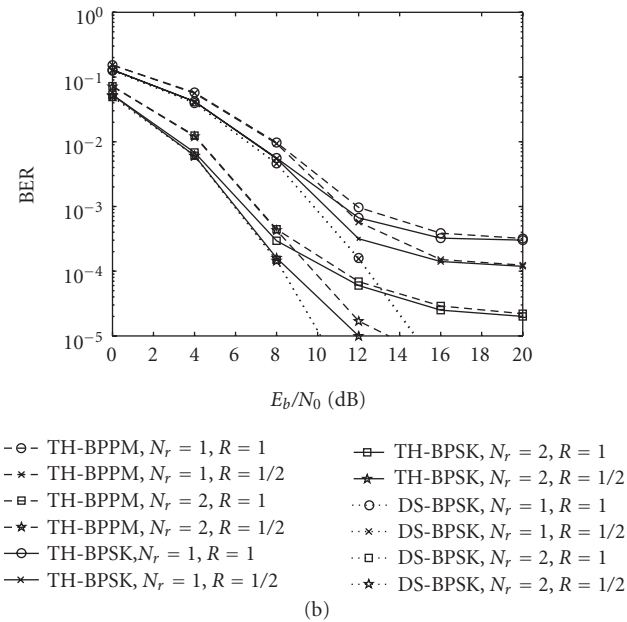 10^0
10^-1
10^-2
10^-3
10^-4
10^-5
BER
0 2 4 6 8 10 12 14 16 18 20
E_b/N_0 (dB)
TH-BPPM, N_r = 1, R = 1
TH-BPPM, N_r = 1, R = 1/2
TH-BPPM, N_r = 2, R = 1
TH-BPPM, N_r = 2, R = 1/2
TH-BPSK,N_r = 1, R = 1
TH-BPSK, N_r = 1, R = 1/2
TH-BPSK, N_r = 2, R = 1
TH-BPSK, N_r = 2, R = 1/2
DS-BPSK, N_r = 1, R = 1
DS-BPSK, N_r = 1, R = 1/2
DS-BPSK, N_r = 2, R = 1
DS-BPSK, N_r = 2, R = 1/2
(b)